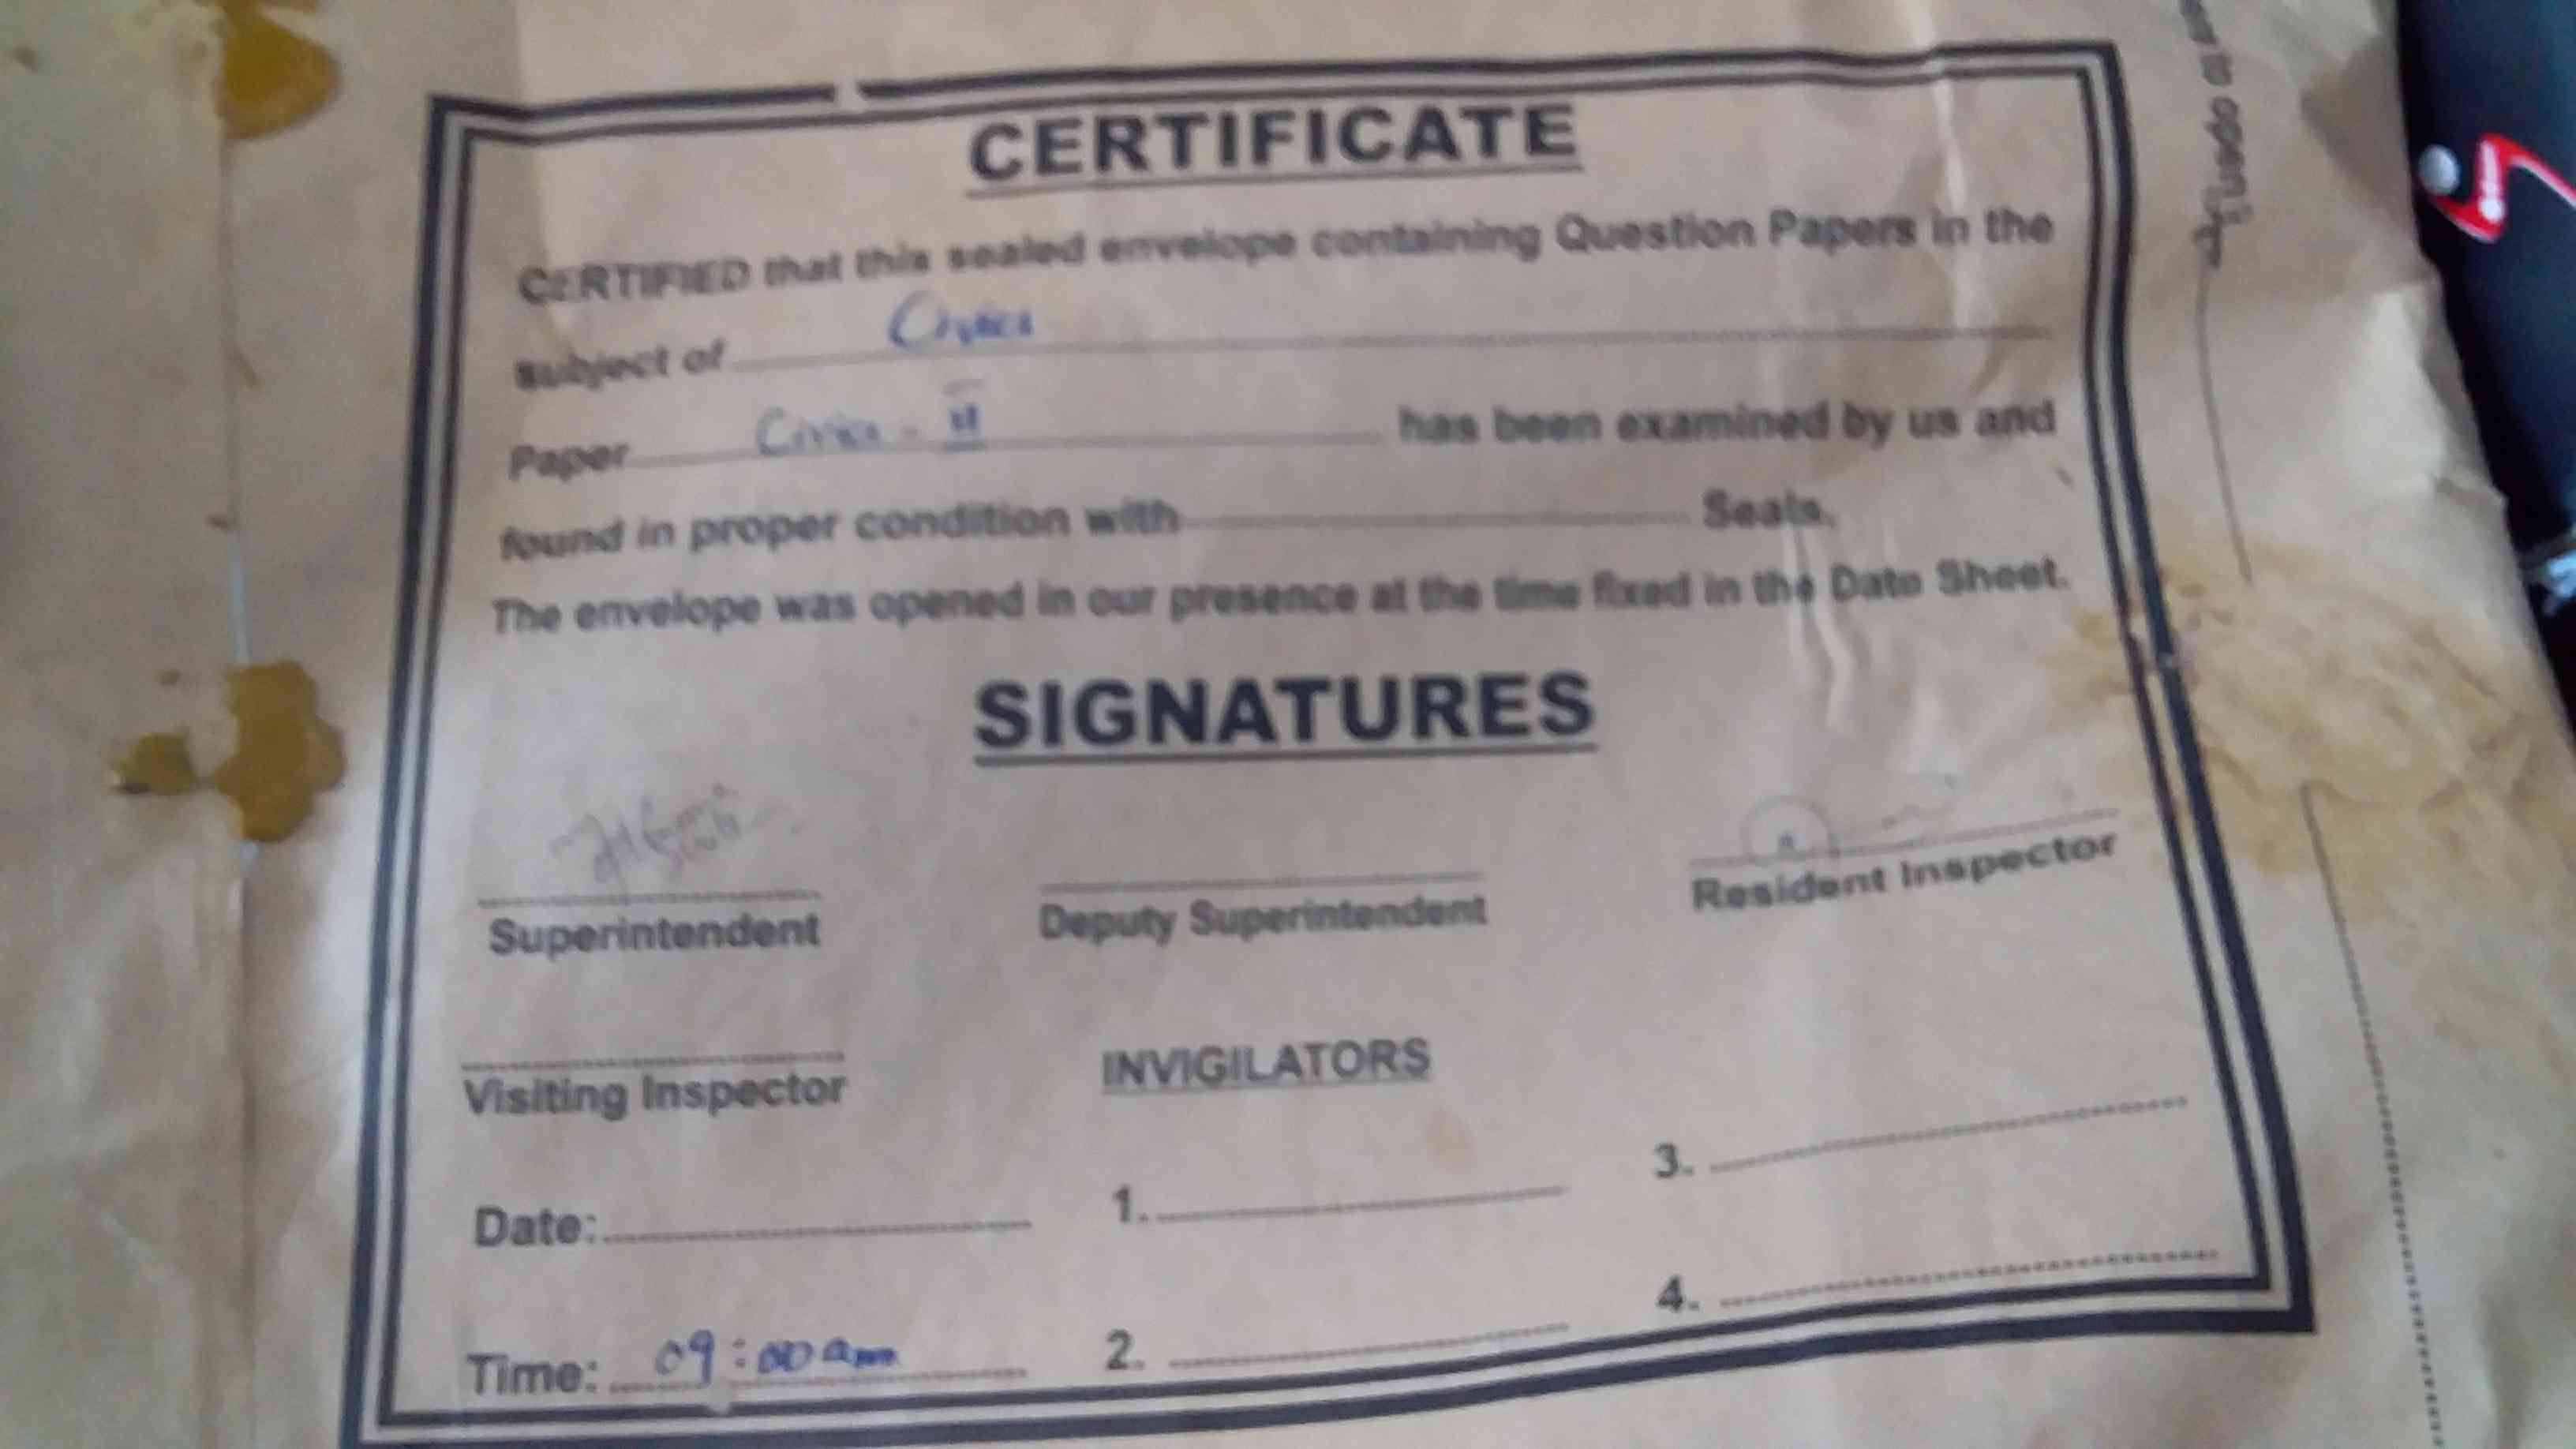 CERTIFICATE
CERTIFIED that this sealed envelope containing Question Papers in the
subject of Civics
Paper Civics - II has been examined by us and
found in proper condition with Seals.
The envelope was opened in our presence at the time fixed in the Date Sheet.
SIGNATURES
Superintendent
Deputy Superintendent
Resident Inspector
Visiting Inspector
INVIGILATORS
Date:
1.
3.
Time: 09:00 am
2.
4.